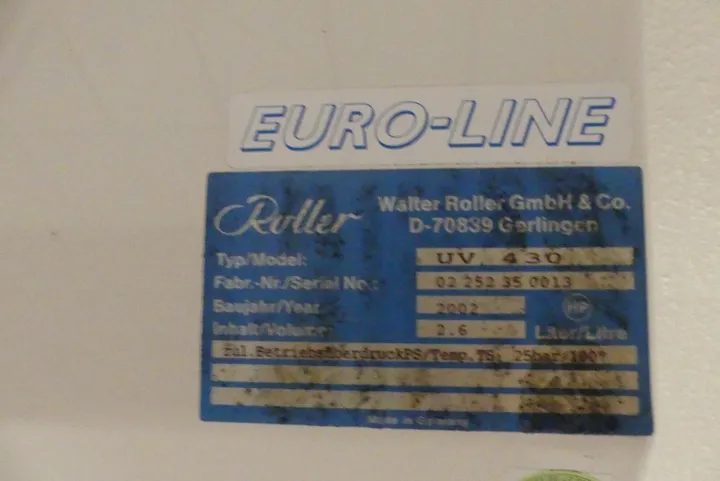 EURO-LINE
Roller
Walter Roller GmbH & Co.
D-70839 Gerlingen
Typ/Model: UV 430
Fabr.-Nr./Serial No.: 02 252 35 0013
Baujahr/Year 2002 HP
Inhalt/Volume 2.6 Liter/Litre
Zul.BetriebsüberdruckPS/Temp.TS: 25bar/100°
Made in Germany